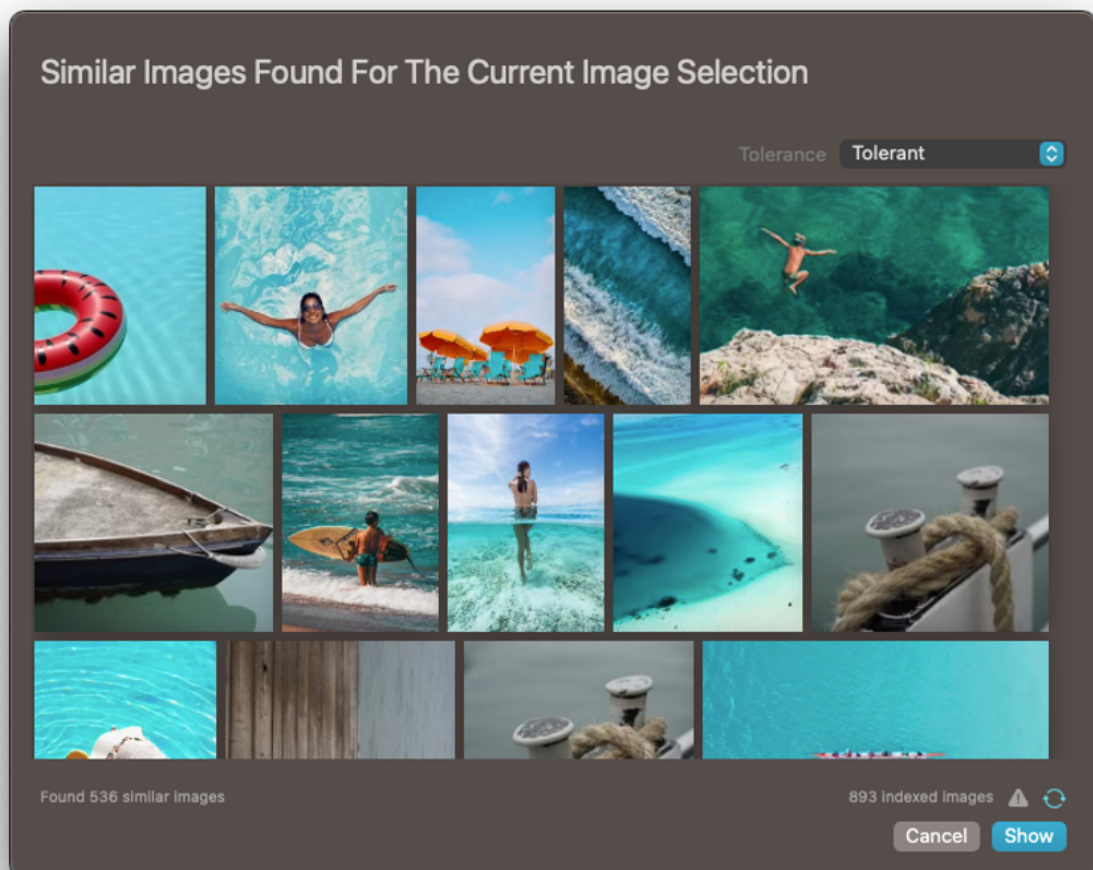 Similar Images Found For The Current Image Selection
Tolerance Tolerant
Found 536 similar images 893 indexed images
Cancel Show